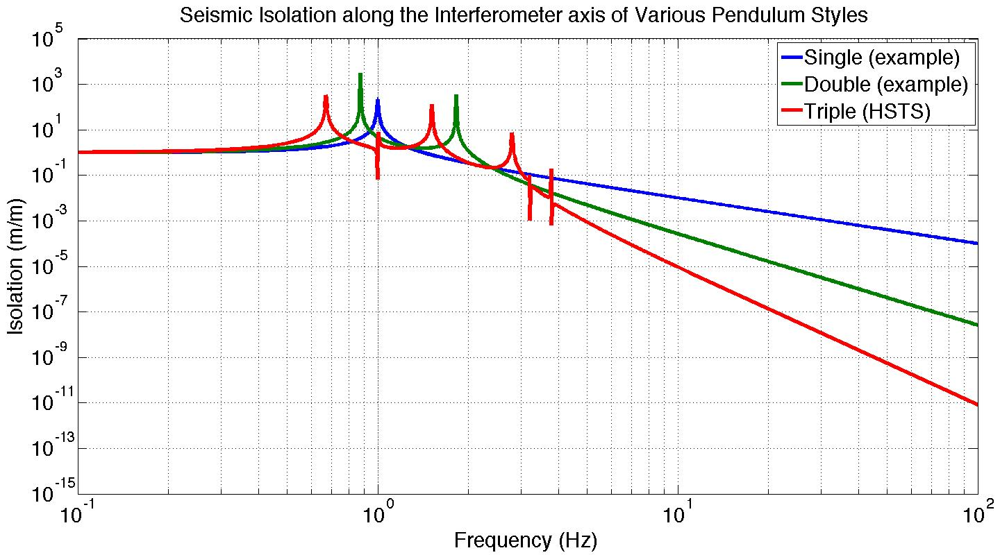 Seismic Isolation along the Interferometer axis of Various Pendulum Styles
10^5
10^3
10^1
10^-1
10^-3
10^-5
10^-7
10^-9
10^-11
10^-13
10^-15
Isolation (m/m)
Single (example)
Double (example)
Triple (HSTS)
10^-1 10^0 10^1 10^2
Frequency (Hz)